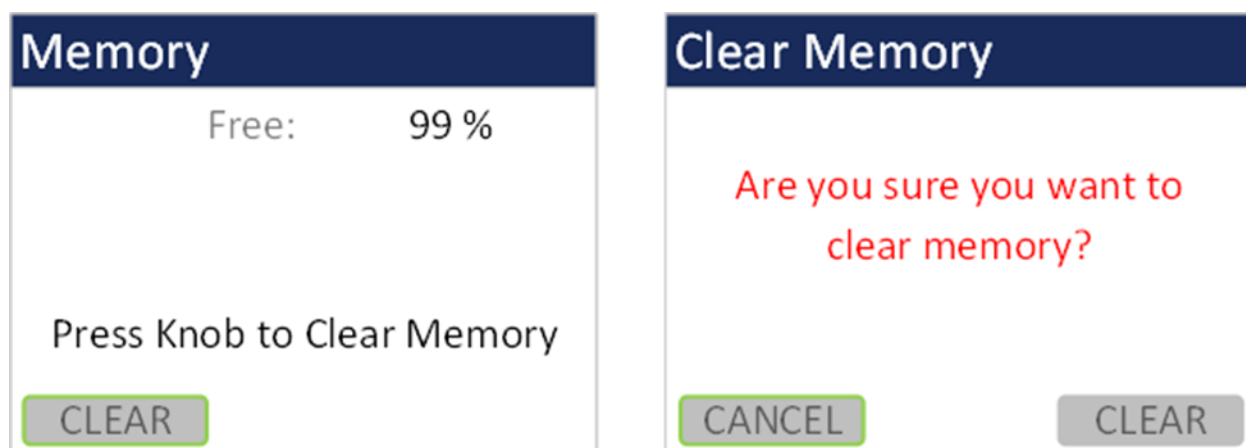 Memory
Free: 99 %
Press Knob to Clear Memory
CLEAR
Clear Memory
Are you sure you want to
clear memory?
CANCEL CLEAR